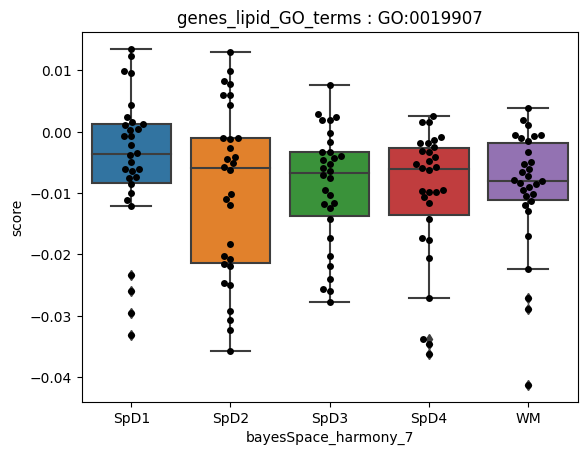 genes_lipid_GO_terms : GO:0019907
0.01
0.00
−0.01
−0.02
−0.03
−0.04
score
SpD1 SpD2 SpD3 SpD4 WM
bayesSpace_harmony_7